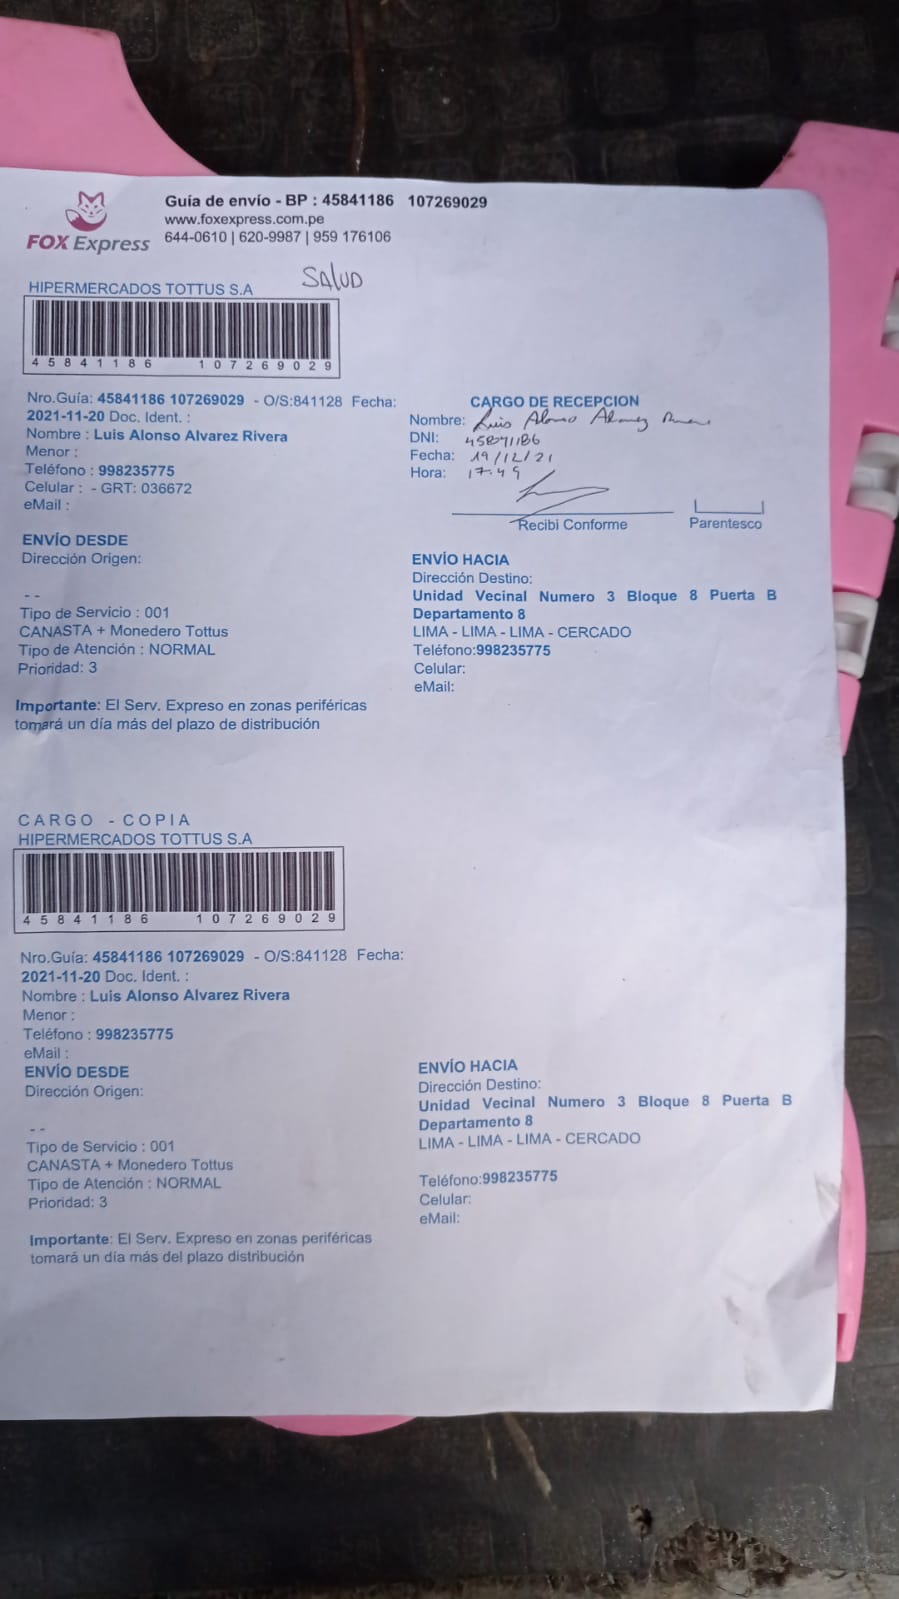 Guía de envío - BP : 45841186 107269029
www.foxexpress.com.pe
644-0610 | 620-9987 | 959 176106
FOX Express
SALUD
HIPERMERCADOS TOTTUS S.A
45841186 107269029
Nro.Guía: 45841186 107269029 - O/S:841128 Fecha:
2021-11-20 Doc. Ident. :
Nombre : Luis Alonso Alvarez Rivera
Menor :
Teléfono : 998235775
Celular : - GRT: 036672
eMail :
CARGO DE RECEPCION
Nombre: Luis Alonso Alvarez
DNI: 45841186
Fecha: 19/12/21
Hora: 17:49
Recibi Conforme
Parentesco
ENVÍO DESDE
Dirección Origen:
- -
Tipo de Servicio : 001
CANASTA + Monedero Tottus
Tipo de Atención : NORMAL
Prioridad: 3
ENVÍO HACIA
Dirección Destino:
Unidad Vecinal Numero 3 Bloque 8 Puerta B
Departamento 8
LIMA - LIMA - LIMA - CERCADO
Teléfono:998235775
Celular:
eMail:
Importante: El Serv. Expreso en zonas periféricas
tomará un día más del plazo de distribución
CARGO - COPIA
HIPERMERCADOS TOTTUS S.A
45841186 107269029
Nro.Guía: 45841186 107269029 - O/S:841128 Fecha:
2021-11-20 Doc. Ident. :
Nombre : Luis Alonso Alvarez Rivera
Menor :
Teléfono : 998235775
eMail :
ENVÍO DESDE
Dirección Origen:
- -
Tipo de Servicio : 001
CANASTA + Monedero Tottus
Tipo de Atención : NORMAL
Prioridad: 3
ENVÍO HACIA
Dirección Destino:
Unidad Vecinal Numero 3 Bloque 8 Puerta B
Departamento 8
LIMA - LIMA - LIMA - CERCADO
Teléfono:998235775
Celular:
eMail:
Importante: El Serv. Expreso en zonas periféricas
tomará un día más del plazo distribución